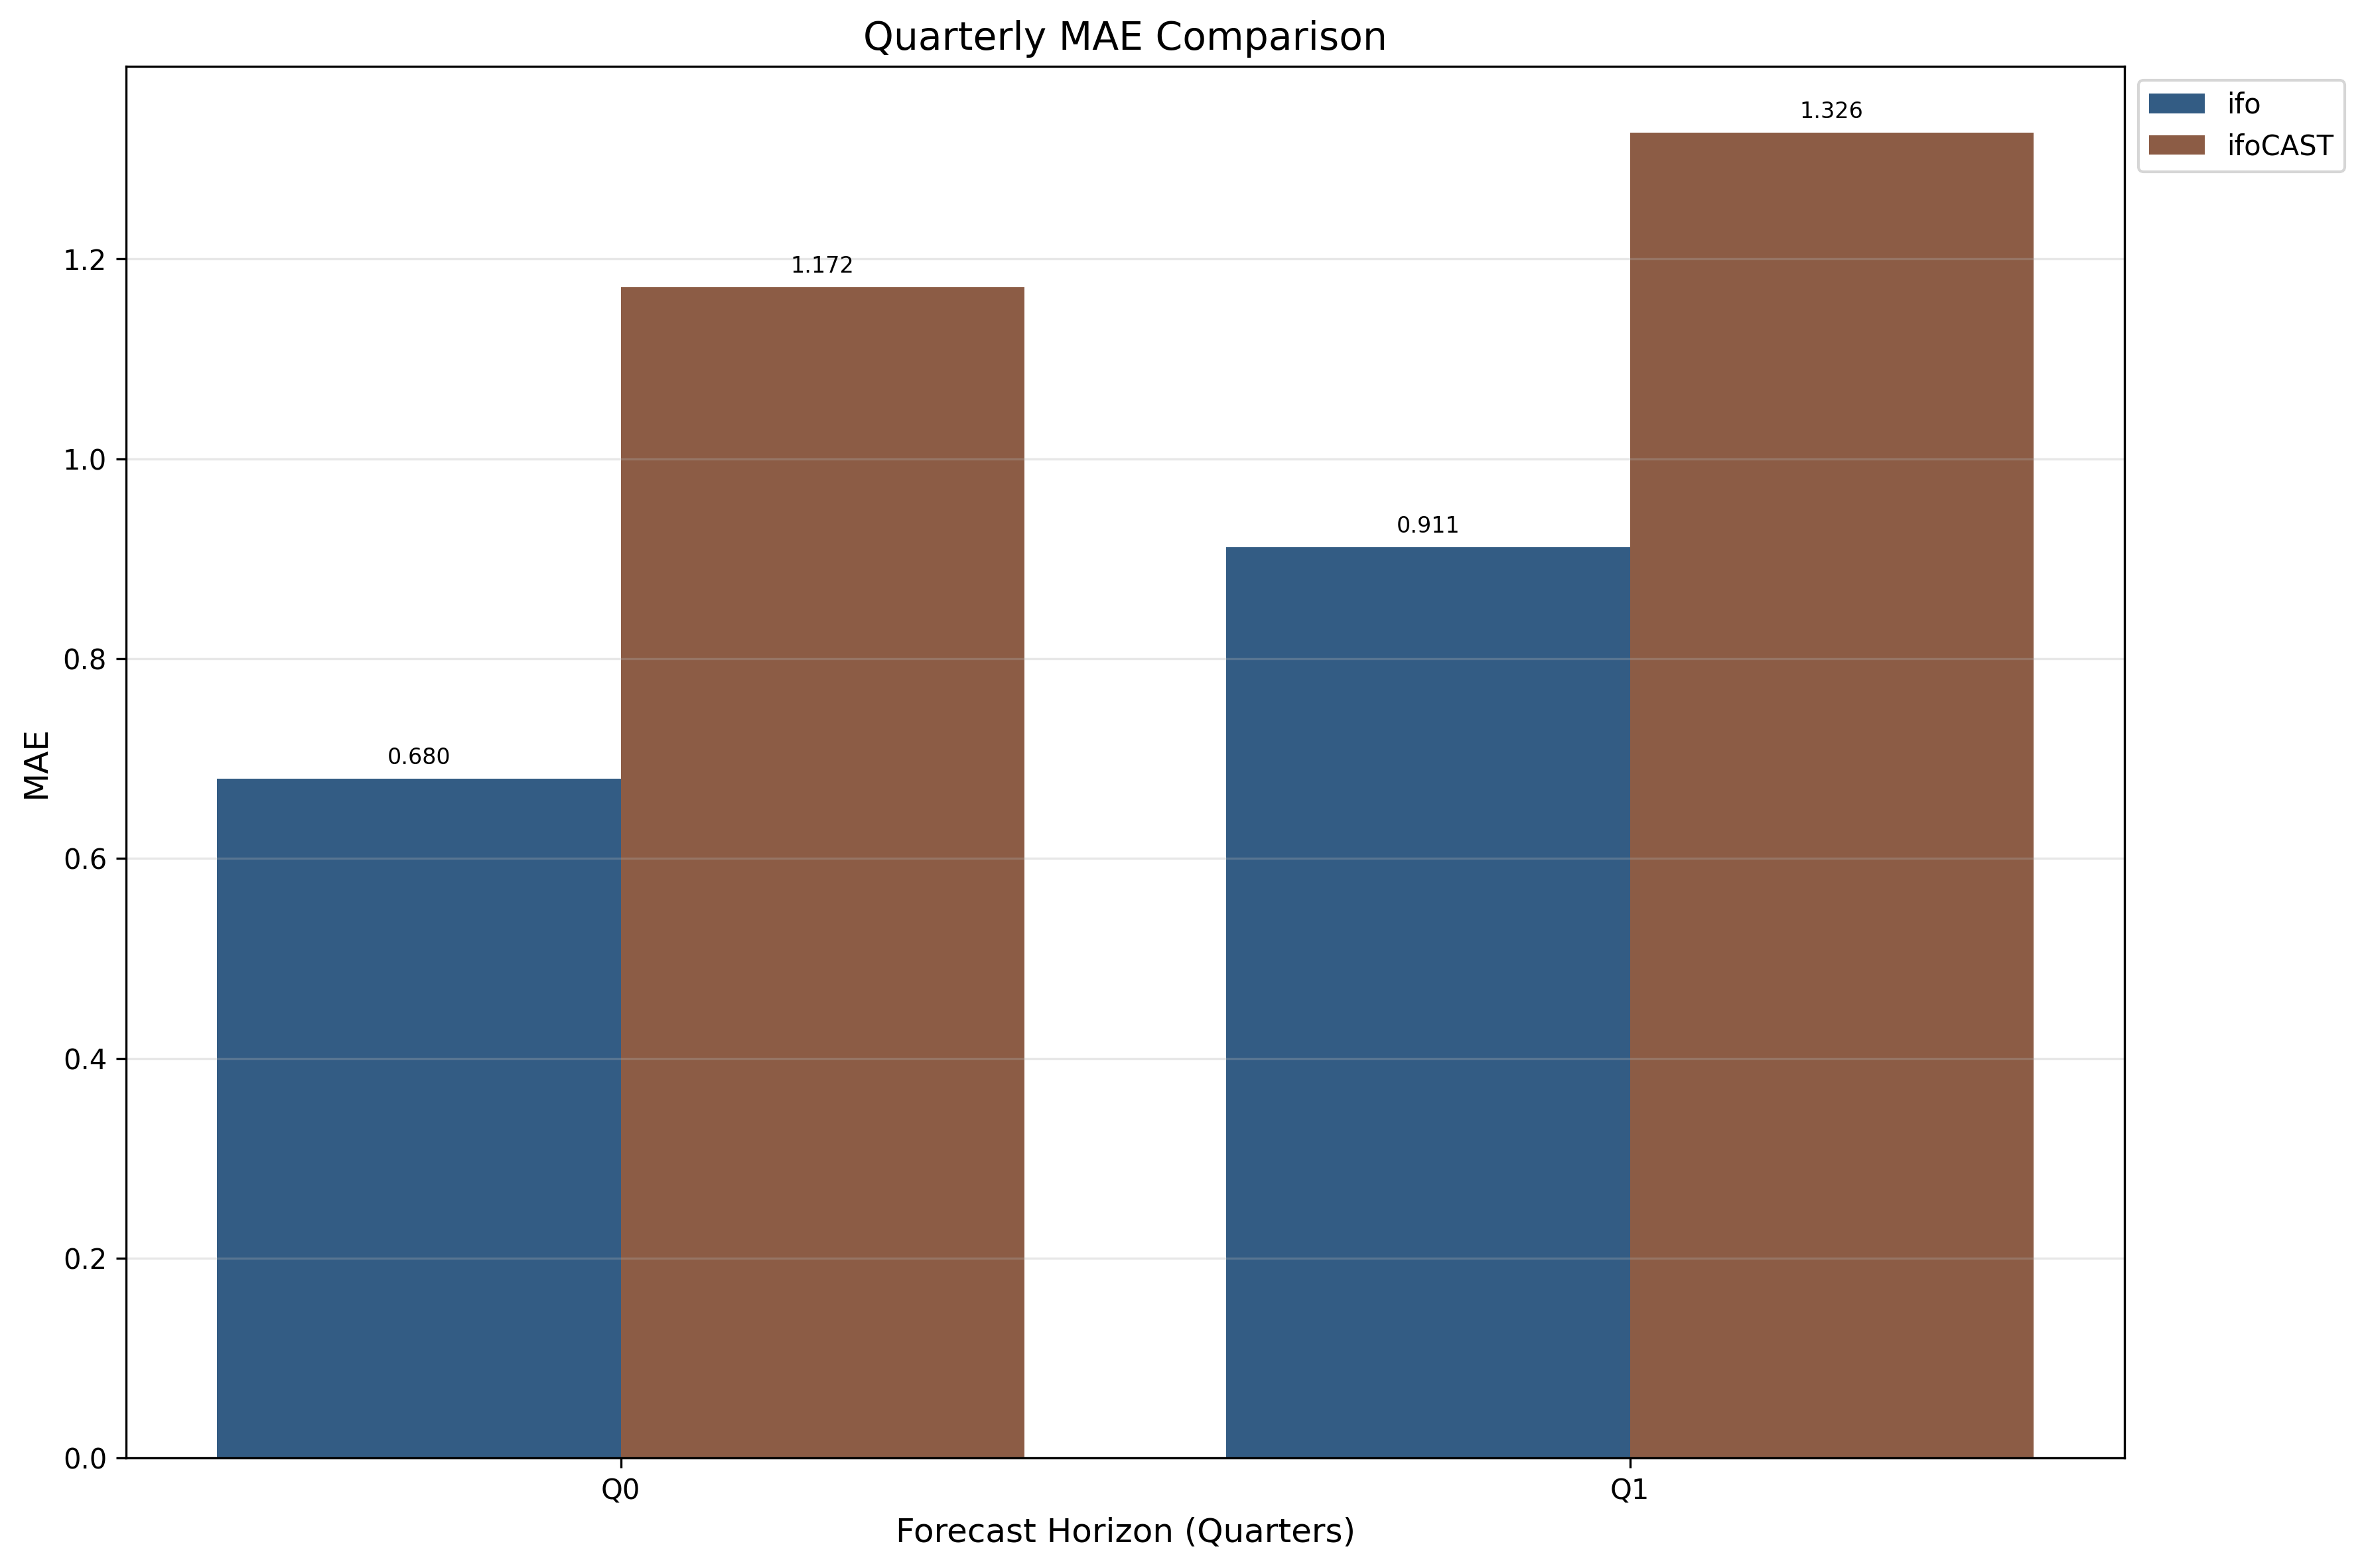 Quarterly MAE Comparison
ifo
ifoCAST
1.326
1.172
0.911
0.680
1.2
1.0
0.8
0.6
0.4
0.2
0.0
MAE
Q0
Q1
Forecast Horizon (Quarters)